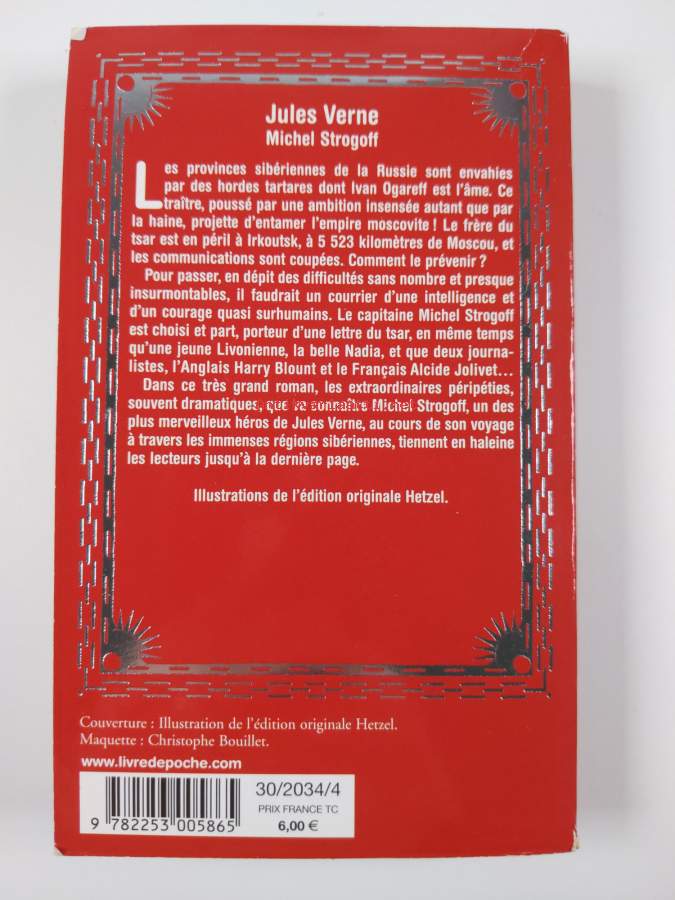 Jules Verne
Michel Strogoff
Les provinces sibériennes de la Russie sont envahies
par des hordes tartares dont Ivan Ogareff est l'âme. Ce
traître, poussé par une ambition insensée autant que par
la haine, projette d'entamer l'empire moscovite ! Le frère du
tsar est en péril à Irkoutsk, à 5 523 kilomètres de Moscou, et
les communications sont coupées. Comment le prévenir ?
Pour passer, en dépit des difficultés sans nombre et presque
insurmontables, il faudrait un courrier d'une intelligence et
d'un courage quasi surhumains. Le capitaine Michel Strogoff
est choisi et part, porteur d'une lettre du tsar, en même temps
qu'une jeune Livonienne, la belle Nadia, et que deux journa-
listes, l'Anglais Harry Blount et le Français Alcide Jolivet...
Dans ce très grand roman, les extraordinaires péripéties,
souvent dramatiques, que va connaître Michel Strogoff, un des
plus merveilleux héros de Jules Verne, au cours de son voyage
à travers les immenses régions sibériennes, tiennent en haleine
les lecteurs jusqu'à la dernière page.
Illustrations de l'édition originale Hetzel.
Couverture : Illustration de l'édition originale Hetzel.
Maquette : Christophe Bouillet.
www.livredepoche.com
30/2034/4
PRIX FRANCE TC
6,00 €
9 782253 005865